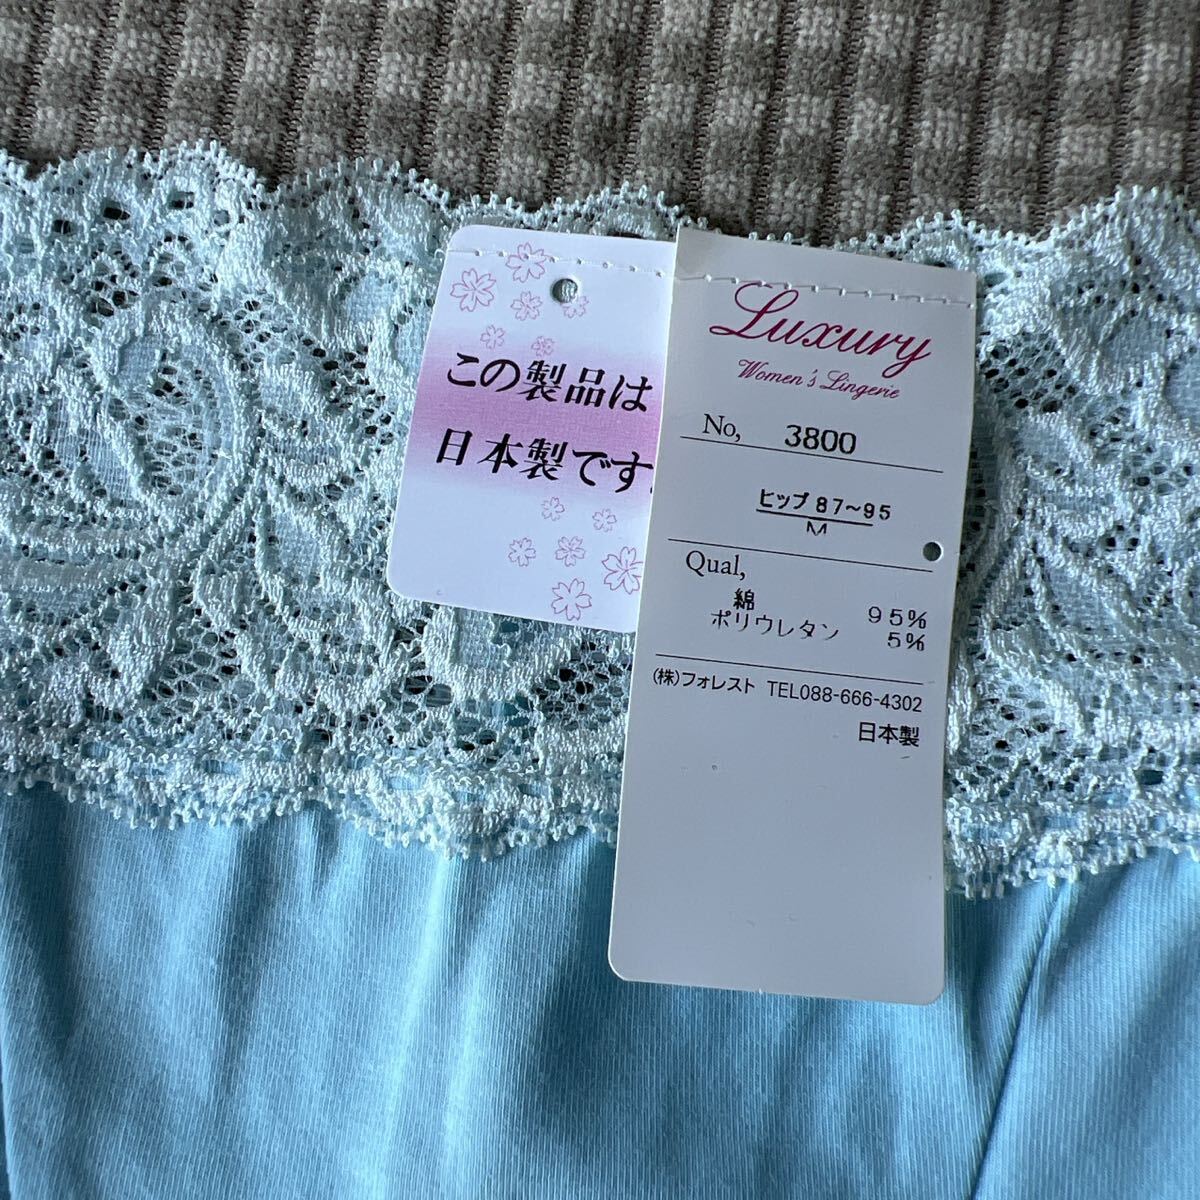 この製品は
日本製です。
Luxury
Women's Lingerie
No, 3800
ヒップ 87～95
M
Qual,
綿 95%
ポリウレタン 5%
(株)フォレスト TEL088-666-4302
日本製